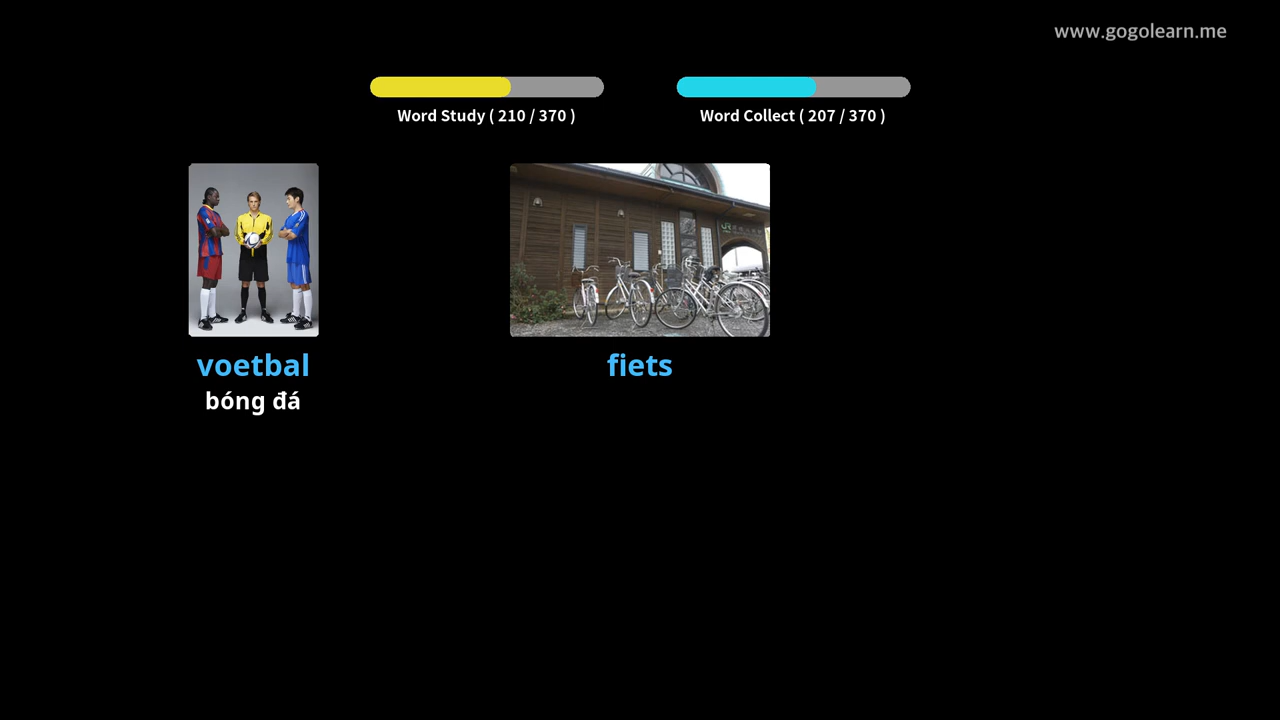 www.gogolearn.me
Word Study ( 210 / 370 )
Word Collect ( 207 / 370 )
voetbal
bóng đá
fiets